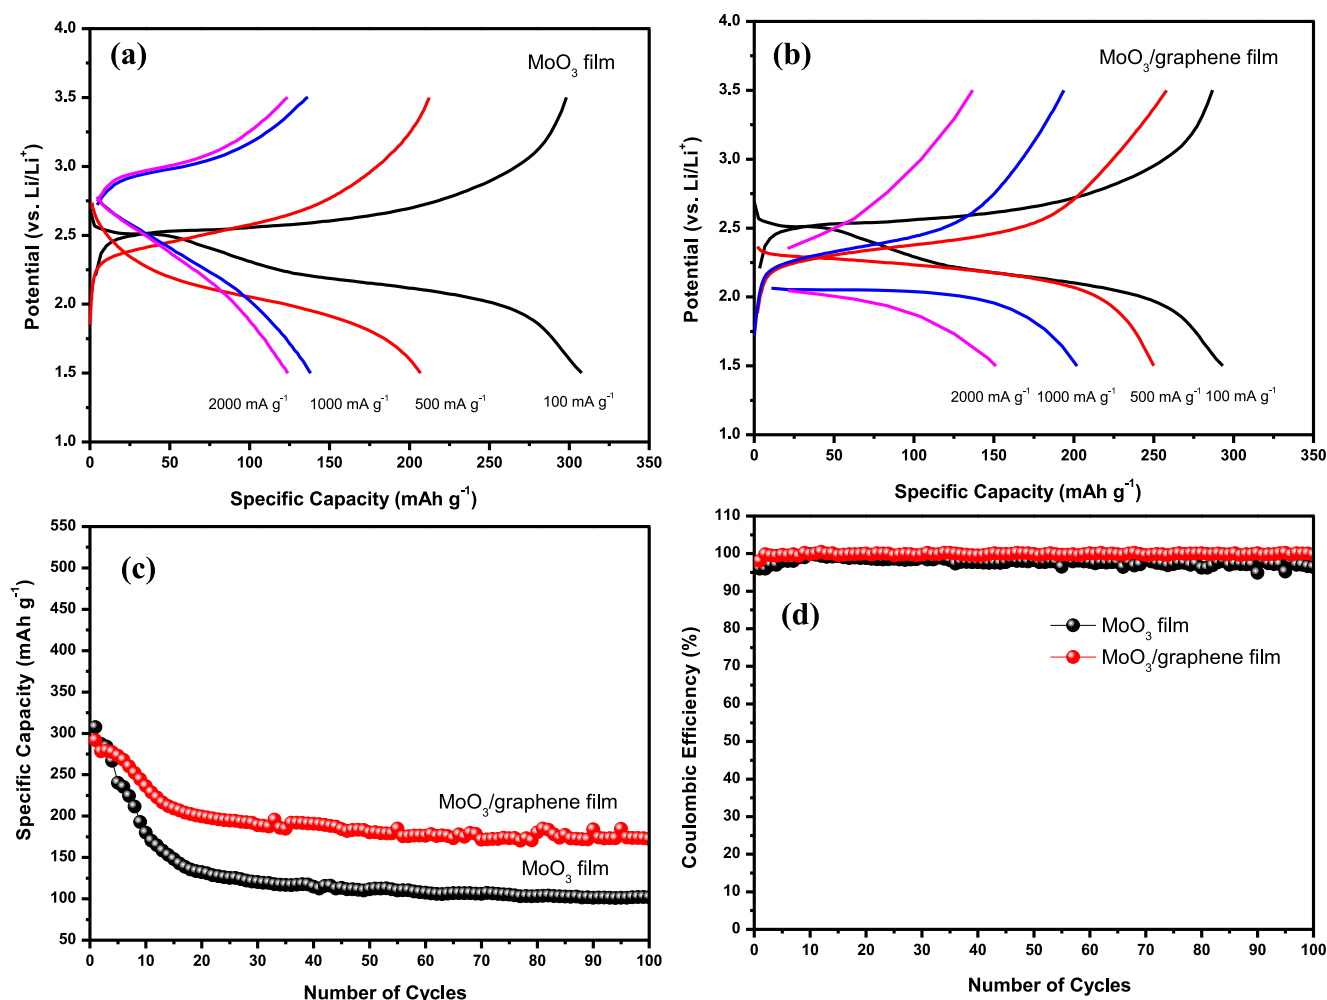 (a)
MoO3 film
4.0
3.5
3.0
2.5
2.0
1.5
1.0
Potential (vs. Li/Li+)
2000 mA g-1
1000 mA g-1
500 mA g-1
100 mA g-1
0 50 100 150 200 250 300 350
Specific Capacity (mAh g-1)
(b)
MoO3/graphene film
4.0
3.5
3.0
2.5
2.0
1.5
1.0
Potential (vs. Li/Li+)
2000 mA g-1
1000 mA g-1
500 mA g-1
100 mA g-1
0 50 100 150 200 250 300 350
Specific Capacity (mAh g-1)
(c)
550
500
450
400
350
300
250
200
150
100
50
Specific Capacity (mAh g-1)
MoO3/graphene film
MoO3 film
0 10 20 30 40 50 60 70 80 90 100
Number of Cycles
110
100
90
80
70
60
50
40
30
20
10
0
Coulombic Efficiency (%)
(d)
MoO3 film
MoO3/graphene film
0 10 20 30 40 50 60 70 80 90 100
Number of Cycles